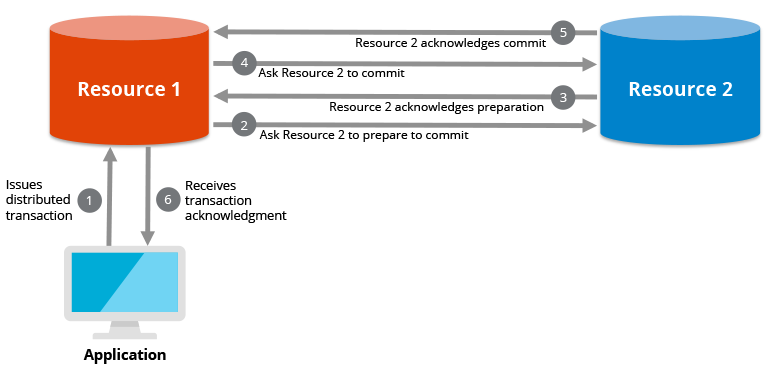 5
Resource 2 acknowledges commit
4
Ask Resource 2 to commit
Resource 1
Resource 2
3
Resource 2 acknowledges preparation
2
Ask Resource 2 to prepare to commit
Issues
distributed
transaction
1
6
Receives
transaction
acknowledgment
Application